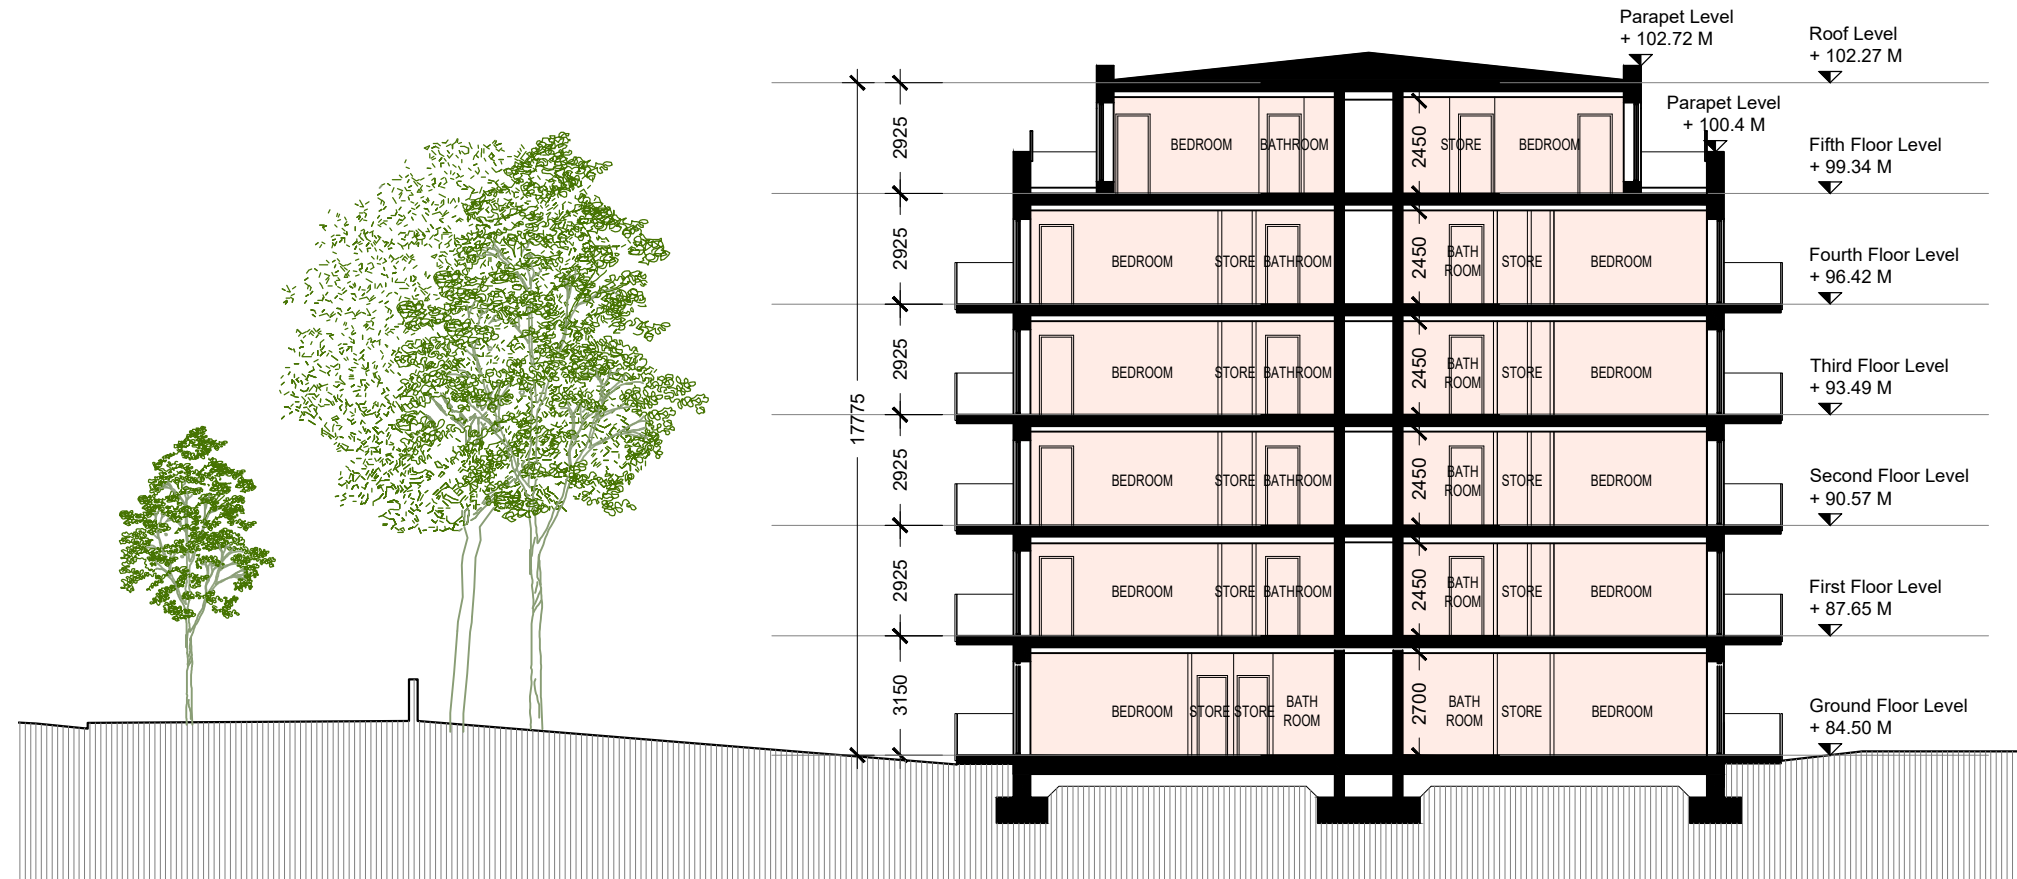 Parapet Level
+ 102.72 M
Roof Level
+ 102.27 M
Parapet Level
+ 100.4 M
Fifth Floor Level
+ 99.34 M
2925
BEDROOM
BATHROOM
2450
STORE
BEDROOM
Fourth Floor Level
+ 96.42 M
2925
BEDROOM
STORE
BATHROOM
2450
BATH
ROOM
STORE
BEDROOM
Third Floor Level
+ 93.49 M
17775
2925
BEDROOM
STORE
BATHROOM
2450
BATH
ROOM
STORE
BEDROOM
Second Floor Level
+ 90.57 M
2925
BEDROOM
STORE
BATHROOM
2450
BATH
ROOM
STORE
BEDROOM
First Floor Level
+ 87.65 M
2925
BEDROOM
STORE
BATHROOM
2450
BATH
ROOM
STORE
BEDROOM
Ground Floor Level
+ 84.50 M
3150
BEDROOM
STORE
STORE
BATH
ROOM
2700
BATH
ROOM
STORE
BEDROOM